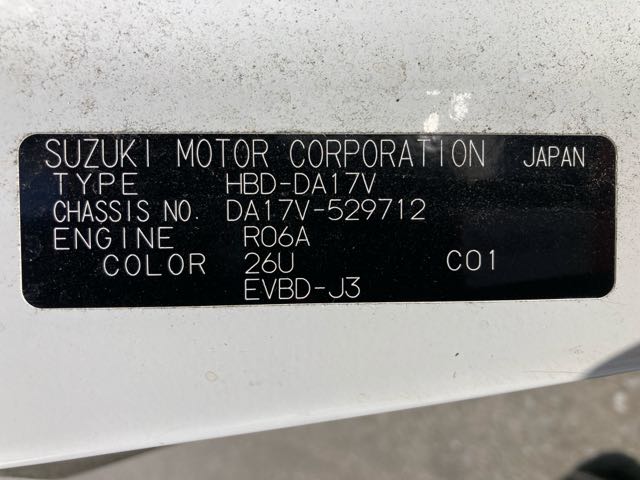 SUZUKI MOTOR CORPORATION JAPAN
TYPE HBD-DA17V
CHASSIS NO. DA17V-529712
ENGINE R06A
COLOR 26U C01
EVBD-J3